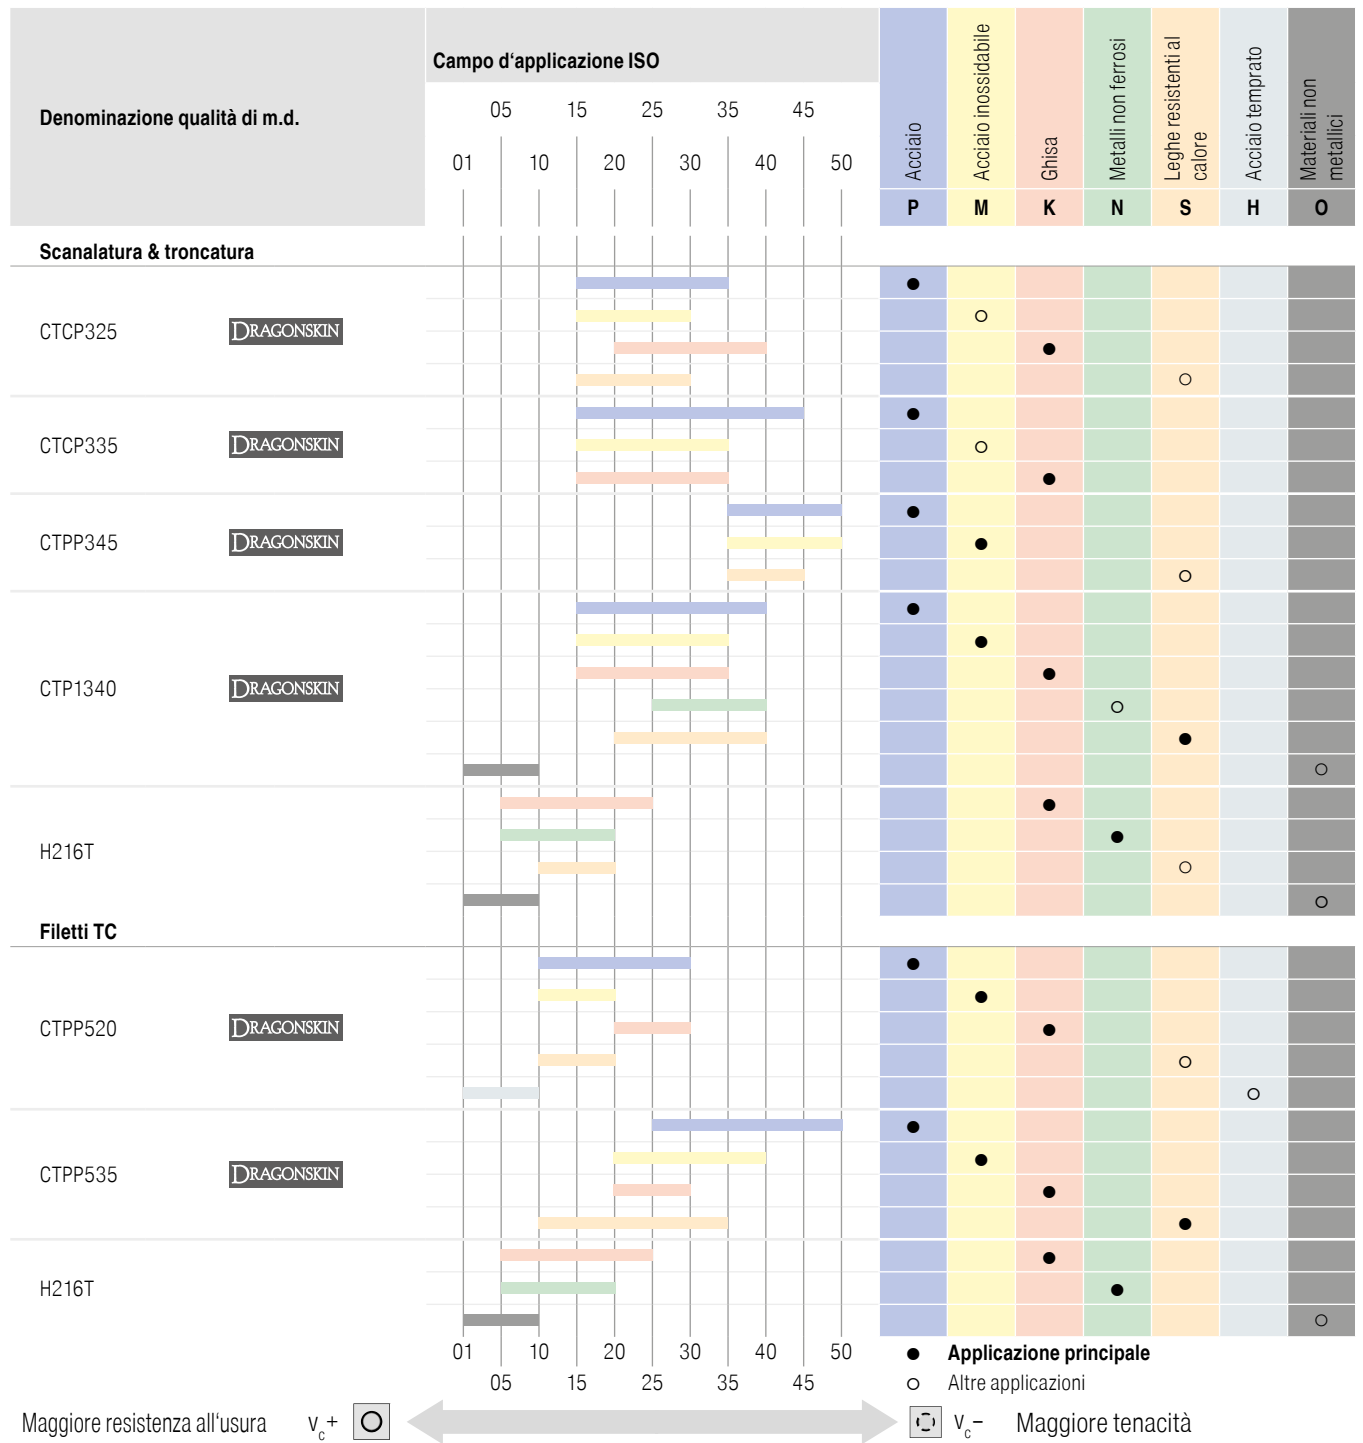 Denominazione qualità di m.d.
Campo d'applicazione ISO
05 15 25 35 45
01 10 20 30 40 50
Acciaio
Acciaio inossidabile
Ghisa
Metalli non ferrosi
Leghe resistenti al
calore
Acciaio temprato
Materiali non
metallici
P M K N S H O
Scanalatura & troncatura
CTCP325 DRAGONSKIN
CTCP335 DRAGONSKIN
CTPP345 DRAGONSKIN
CTP1340 DRAGONSKIN
H216T
Filetti TC
CTPP520 DRAGONSKIN
CTPP535 DRAGONSKIN
H216T
01 10 20 30 40 50
05 15 25 35 45
● Applicazione principale
○ Altre applicazioni
Maggiore resistenza all'usura vc+
vc– Maggiore tenacità